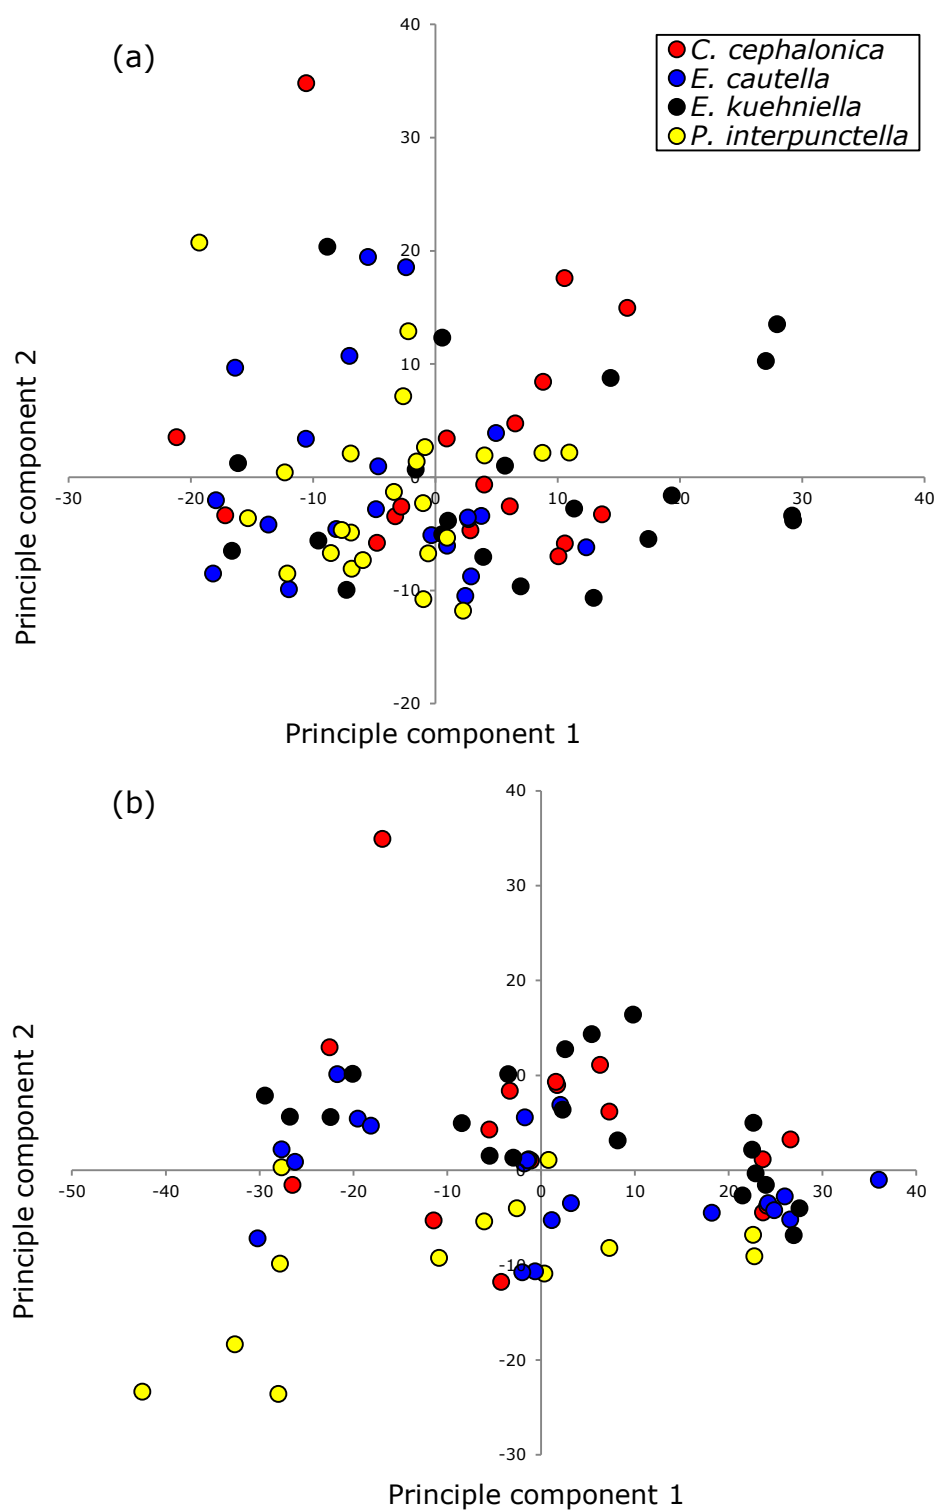 (a)
C. cephalonica
E. cautella
E. kuehniella
P. interpunctella
40
30
20
10
0
-10
-20
-30 -20 -10 0 10 20 30 40
Principle component 2
Principle component 1
(b)
40
30
20
10
0
-10
-20
-30
-50 -40 -30 -20 -10 0 10 20 30 40
Principle component 2
Principle component 1